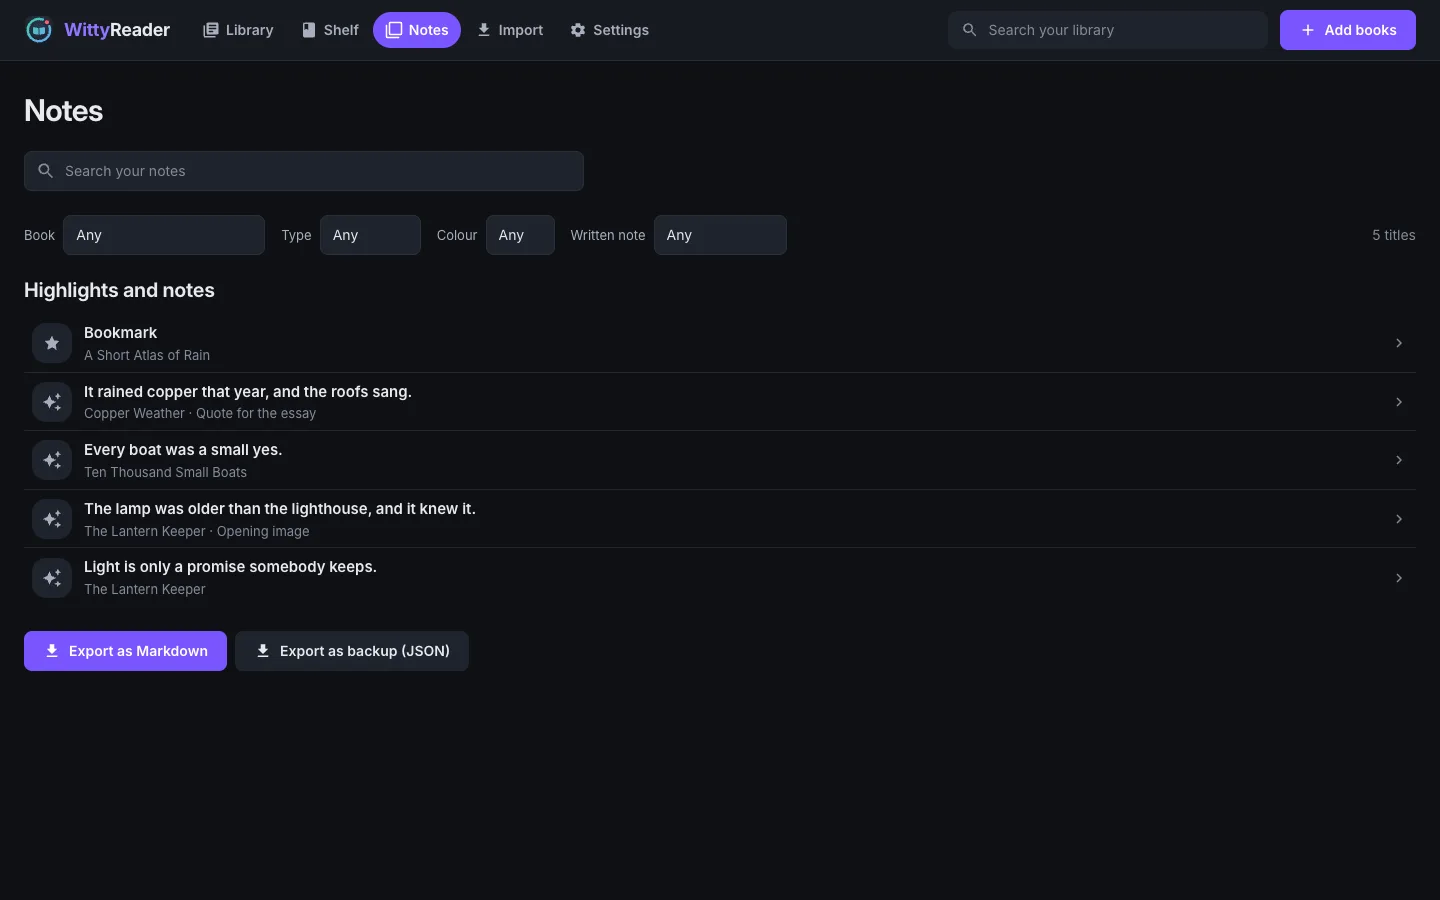 WittyReader
Library
Shelf
Notes
Import
Settings
Search your library
Add books
Notes
Search your notes
Book Any Type Any Colour Any Written note Any 5 titles
Highlights and notes
Bookmark
A Short Atlas of Rain
It rained copper that year, and the roofs sang.
Copper Weather · Quote for the essay
Every boat was a small yes.
Ten Thousand Small Boats
The lamp was older than the lighthouse, and it knew it.
The Lantern Keeper · Opening image
Light is only a promise somebody keeps.
The Lantern Keeper
Export as Markdown
Export as backup (JSON)